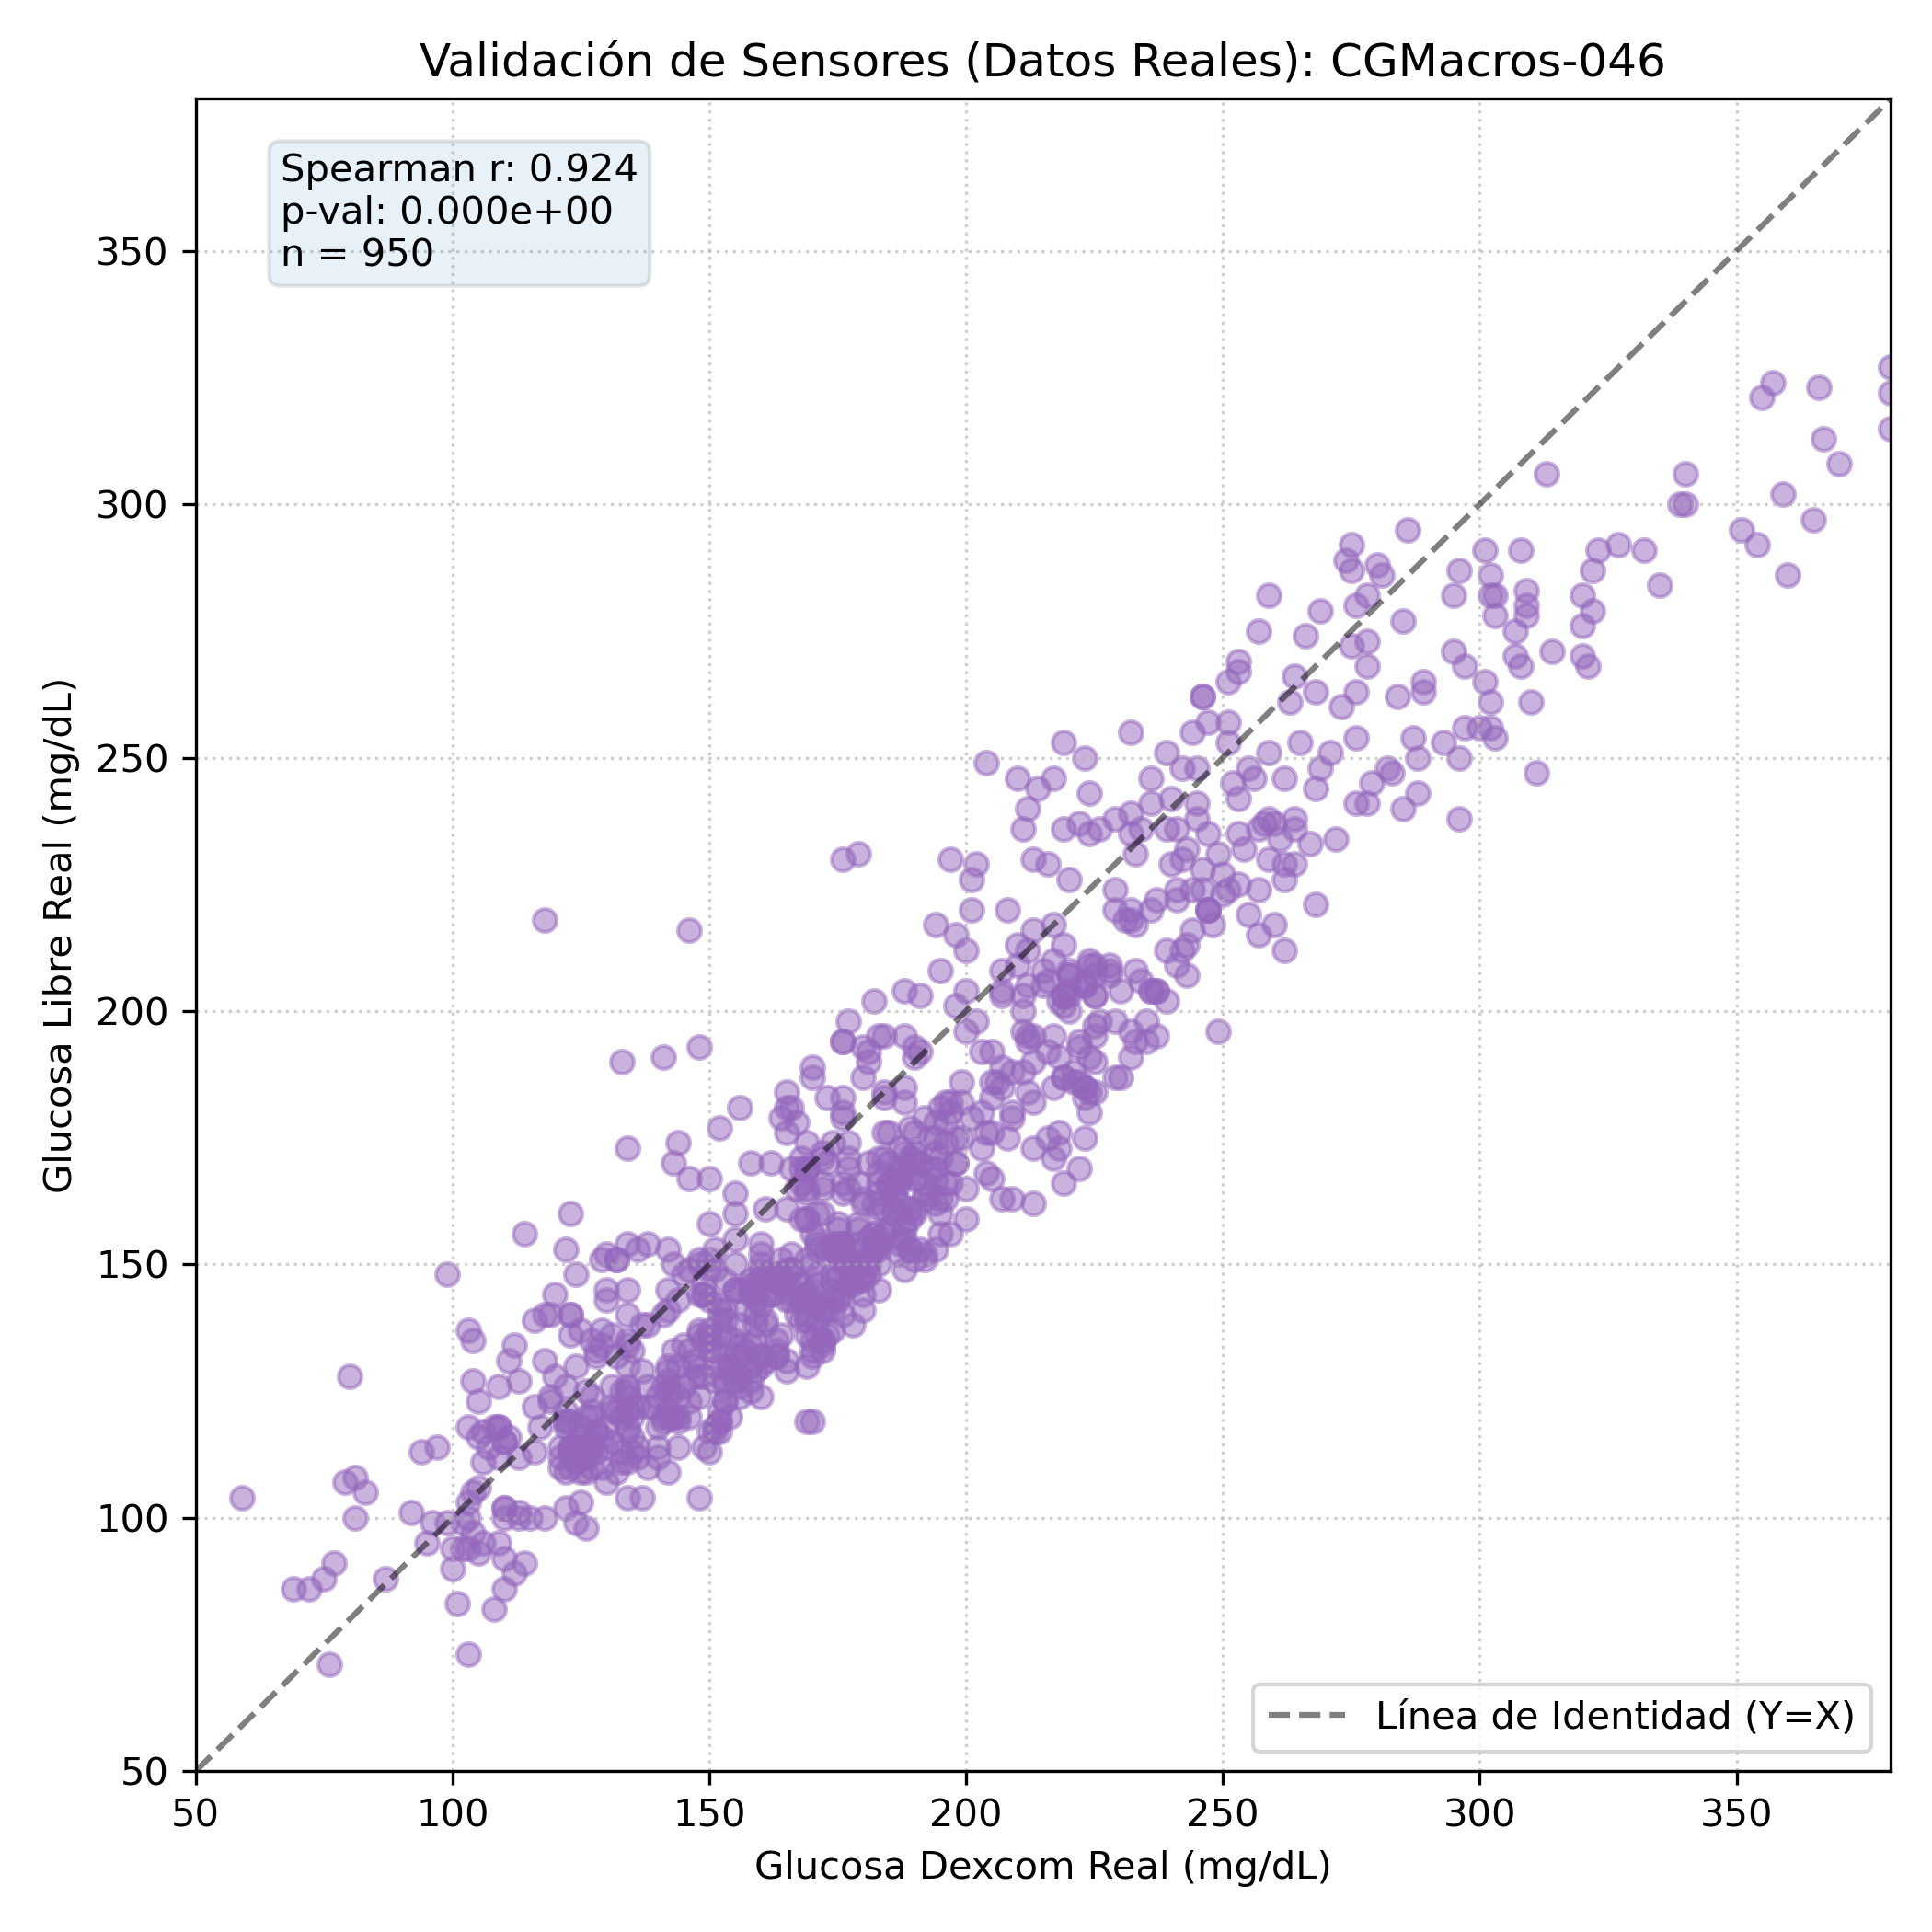 Validación de Sensores (Datos Reales): CGMacros-046
Spearman r: 0.924
p-val: 0.000e+00
n = 950
Glucosa Libre Real (mg/dL)
350
300
250
200
150
100
50
50 100 150 200 250 300 350
Glucosa Dexcom Real (mg/dL)
Línea de Identidad (Y=X)